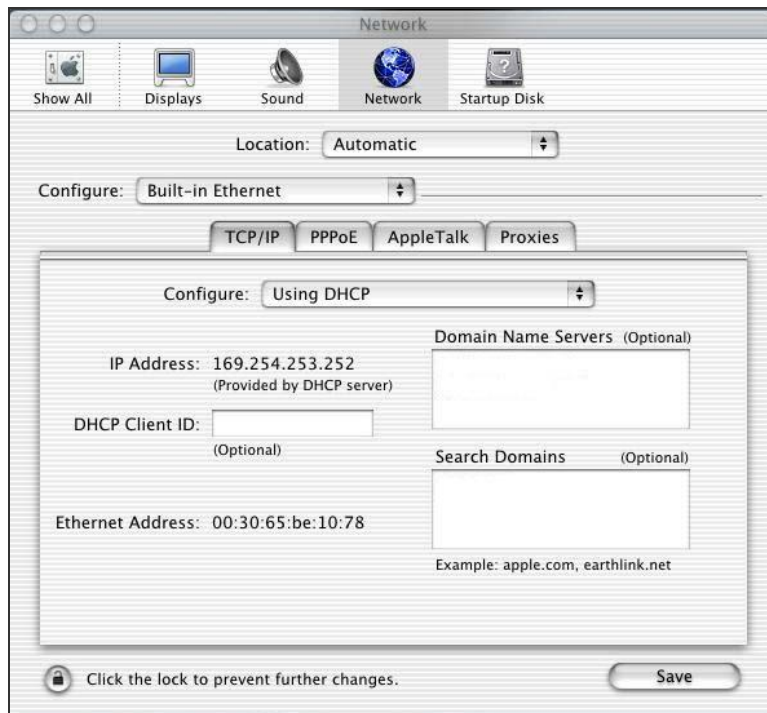 Network
Show All Displays Sound Network Startup Disk
Location: Automatic
Configure: Built-in Ethernet
TCP/IP PPPoE AppleTalk Proxies
Configure: Using DHCP
Domain Name Servers (Optional)
IP Address: 169.254.253.252
(Provided by DHCP server)
DHCP Client ID:
(Optional)
Search Domains (Optional)
Ethernet Address: 00:30:65:be:10:78
Example: apple.com, earthlink.net
Click the lock to prevent further changes.
Save